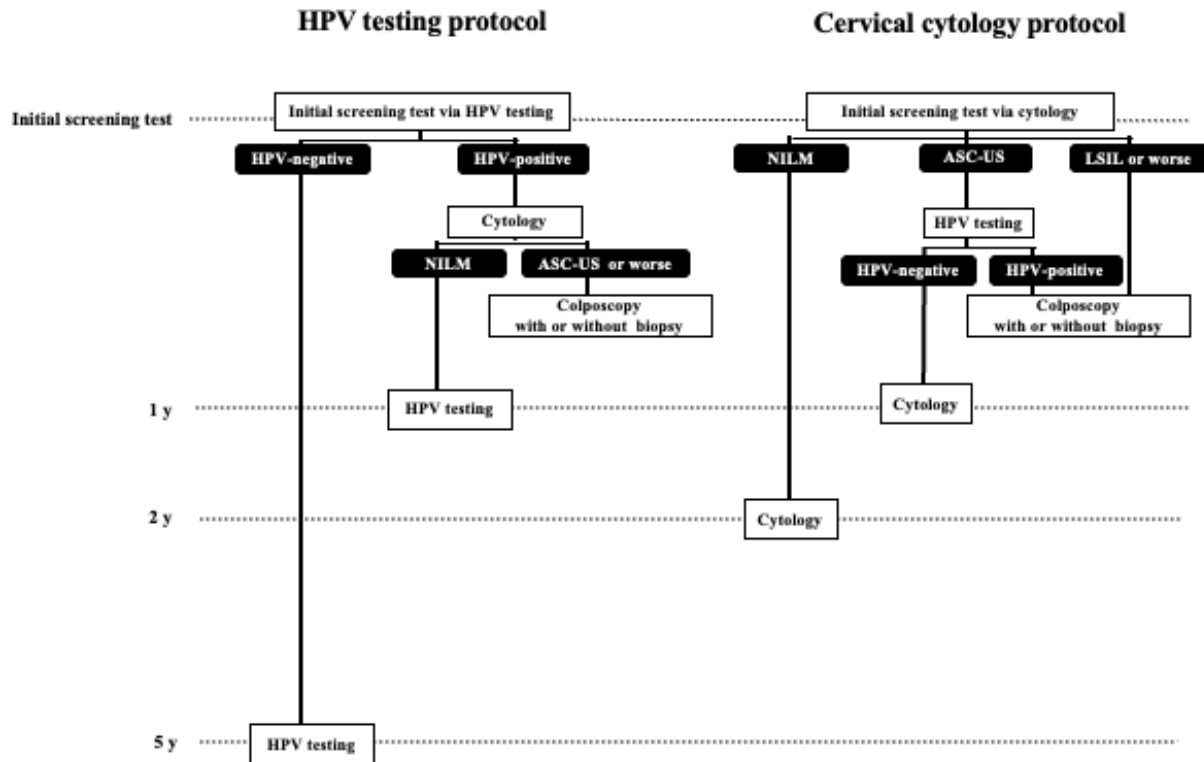 HPV testing protocol
Cervical cytology protocol
Initial screening test
Initial screening test via HPV testing
Initial screening test via cytology
HPV-negative
HPV-positive
NILM
ASC-US
LSIL or worse
Cytology
HPV testing
NILM
ASC-US or worse
HPV-negative
HPV-positive
Colposcopy
with or without biopsy
Colposcopy
with or without biopsy
1 y
HPV testing
Cytology
2 y
Cytology
5 y
HPV testing